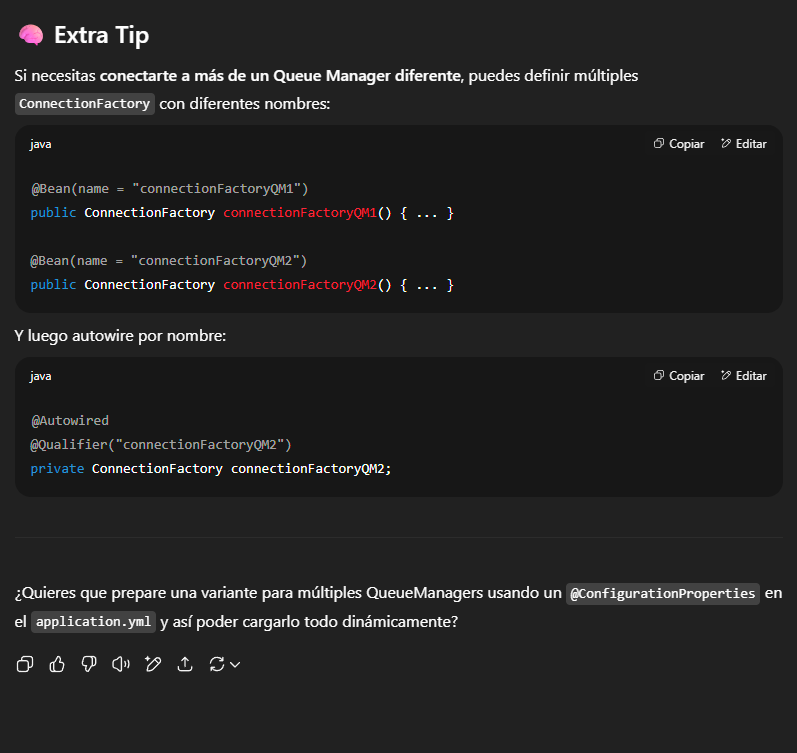 Extra Tip
Si necesitas conectarte a más de un Queue Manager diferente, puedes definir múltiples
ConnectionFactory con diferentes nombres:
java
Copiar
Editar
@Bean(name = "connectionFactoryQM1")
public ConnectionFactory connectionFactoryQM1() { ... }
@Bean(name = "connectionFactoryQM2")
public ConnectionFactory connectionFactoryQM2() { ... }
Y luego autowire por nombre:
java
Copiar
Editar
@Autowired
@Qualifier("connectionFactoryQM2")
private ConnectionFactory connectionFactoryQM2;
¿Quieres que prepare una variante para múltiples QueueManagers usando un @ConfigurationProperties en
el application.yml y así poder cargarlo todo dinámicamente?